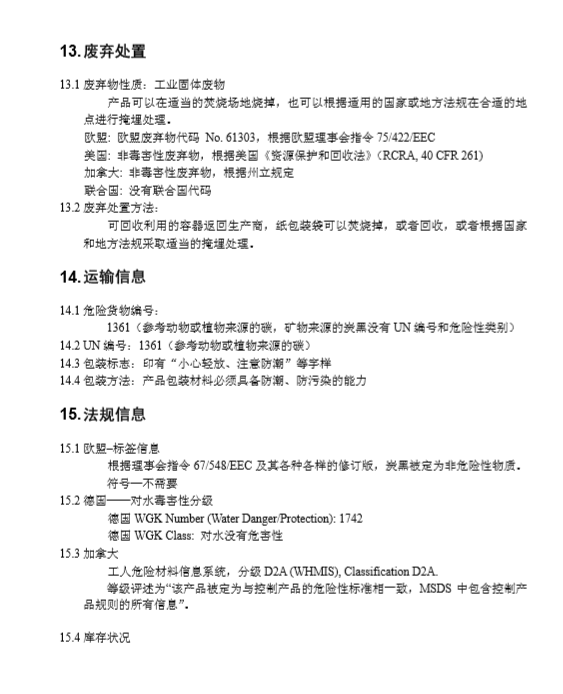 13. 废弃处置
13.1 废弃物性质：工业固体废物
产品可以在适当的焚烧场地烧掉，也可以根据适用的国家或地方法规在合适的地
点进行掩埋处理。
欧盟: 欧盟废弃物代码 No. 61303，根据欧盟理事会指令 75/422/EEC
美国: 非毒害性废弃物，根据美国《资源保护和回收法》（RCRA, 40 CFR 261)
加拿大: 非毒害性废弃物，根据州立规定
联合国: 没有联合国代码
13.2 废弃处置方法：
可回收利用的容器返回生产商，纸包装袋可以焚烧掉，或者回收，或者根据国家
和地方法规采取适当的掩埋处理。
14. 运输信息
14.1 危险货物编号：
1361（参考动物或植物来源的碳，矿物来源的炭黑没有 UN 编号和危险性类别）
14.2 UN 编号：1361（参考动物或植物来源的碳）
14.3 包装标志：印有“小心轻放、注意防潮”等字样
14.4 包装方法：产品包装材料必须具备防潮、防污染的能力
15. 法规信息
15.1 欧盟–标签信息
根据理事会指令 67/548/EEC 及其各种各样的修订版，炭黑被定为非危险性物质。
符号—不需要
15.2 德国——对水毒害性分级
德国 WGK Number (Water Danger/Protection): 1742
德国 WGK Class: 对水没有危害性
15.3 加拿大
工人危险材料信息系统，分级 D2A (WHMIS), Classification D2A.
等级评述为“该产品被定为与控制产品的危险性标准相一致，MSDS 中包含控制产
品规则的所有信息”。
15.4 库存状况